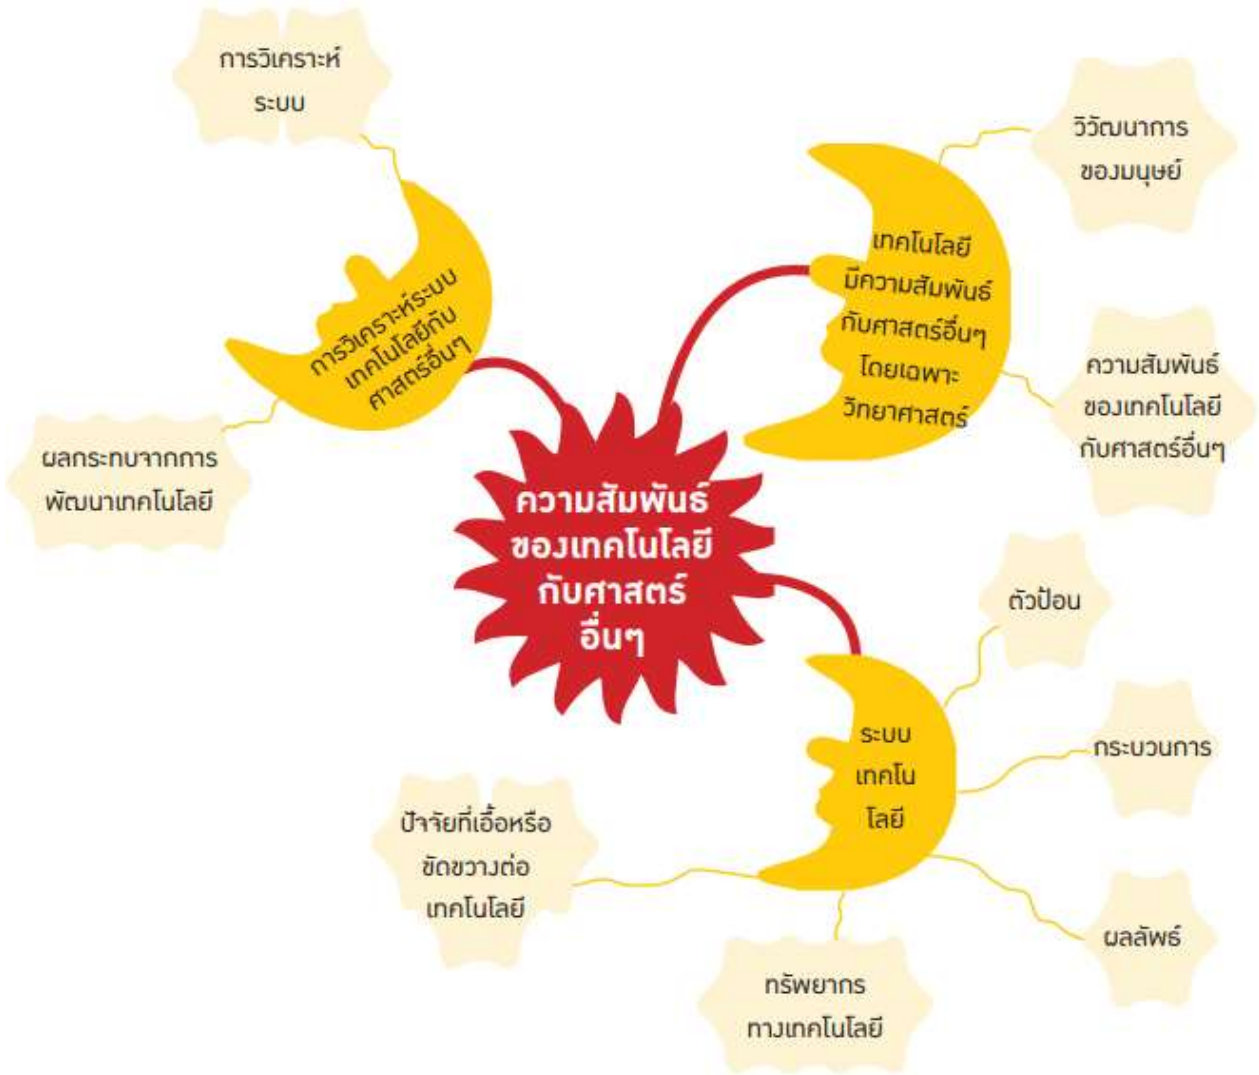 การวิเคราะห์
ระบบ
วิวัฒนาการ
ของมนุษย์
เทคโนโลยี
มีความสัมพันธ์
กับศาสตร์อื่นๆ
โดยเฉพาะ
วิทยาศาสตร์
การวิเคราะห์ระบบ
เทคโนโลยีกับ
ศาสตร์อื่นๆ
ความสัมพันธ์
ของเทคโนโลยี
กับศาสตร์อื่นๆ
ผลกระทบจากการ
พัฒนาเทคโนโลยี
ความสัมพันธ์
ของเทคโนโลยี
กับศาสตร์
อื่นๆ
ตัวป้อน
ระบบ
เทคโน
โลยี
กระบวนการ
ปัจจัยที่เอื้อหรือ
ขัดขวางต่อ
เทคโนโลยี
ผลลัพธ์
ทรัพยากร
ทางเทคโนโลยี